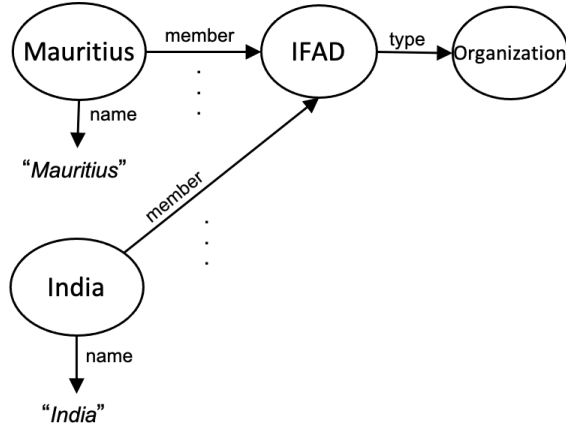 Mauritius
member
IFAD
type
Organization
name
“Mauritius”
member
India
name
“India”